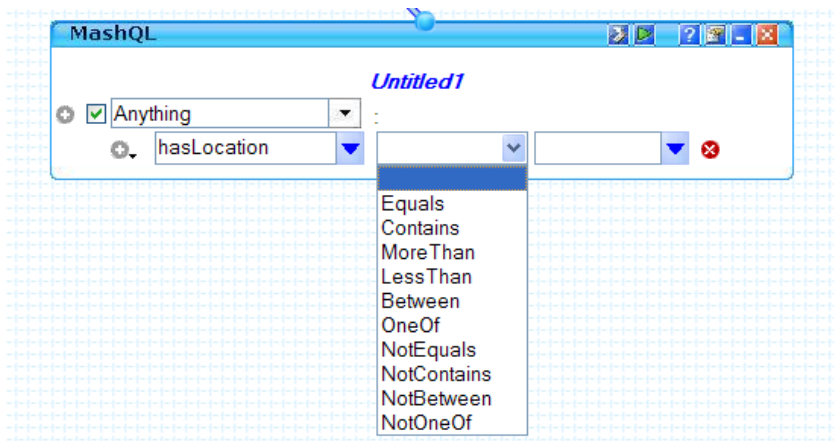 MashQL ?
Untitled1
Anything :
hasLocation
Equals
Contains
MoreThan
LessThan
Between
OneOf
NotEquals
NotContains
NotBetween
NotOneOf